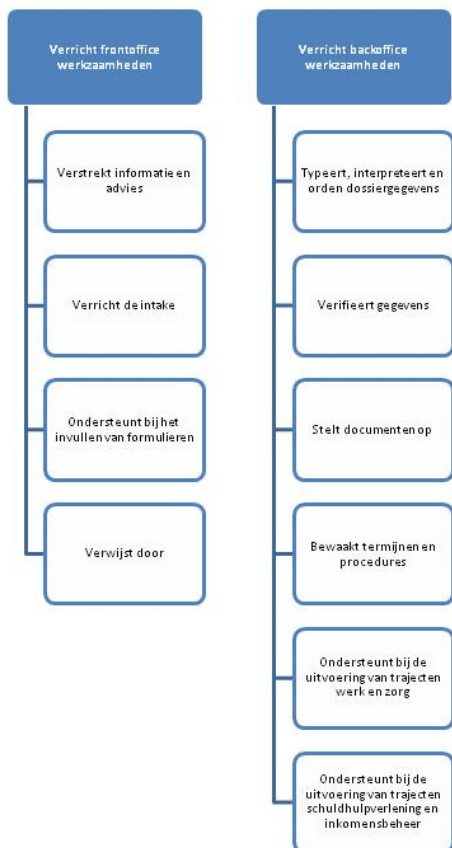 Verricht frontoffice
werkzaamheden
Verstrekt informatie en
advies
Verricht de intake
Ondersteunt bij het
invullen van formulieren
Verwijst door
Verricht backoffice
werkzaamheden
Typeert, interpreteert en
orden dossiergegevens
Verifieert gegevens
Stelt documenten op
Bewaakt termijnen en
procedures
Ondersteunt bij de
uitvoering van trajecten
werk en zorg
Ondersteunt bij de
uitvoering van trajecten
schuldhulpverlening en
inkomensbeheer